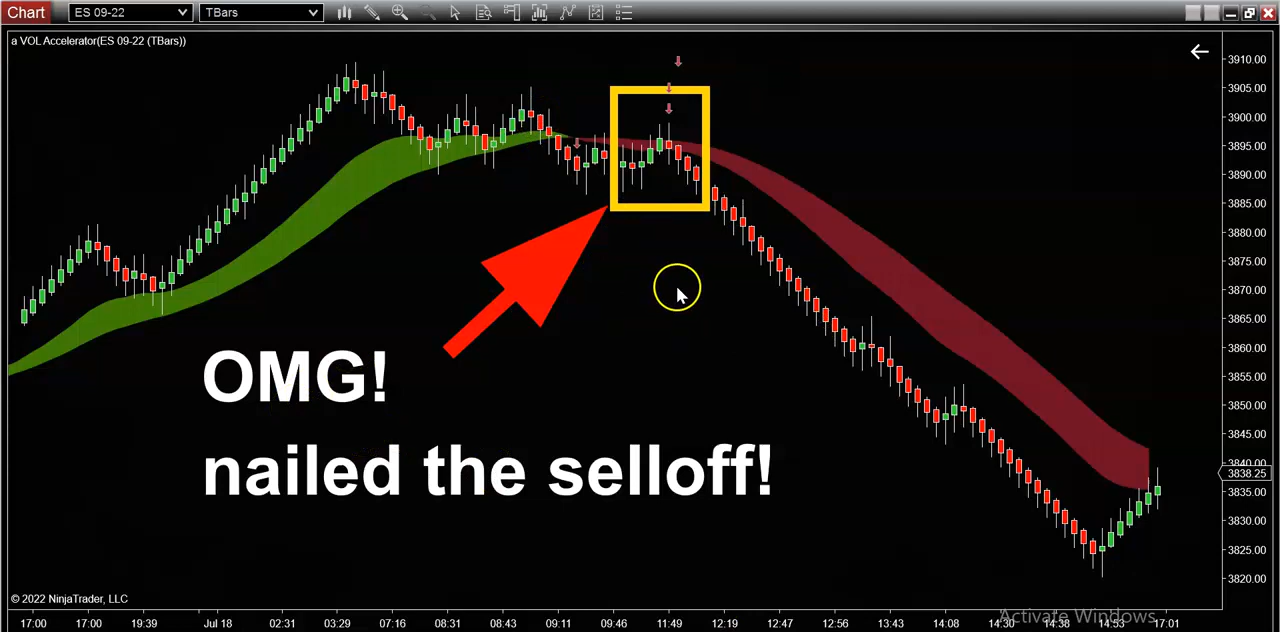 Chart ES 09-22 TBars
a VOL Accelerator(ES 09-22 (TBars))
3910.00
3905.00
3900.00
3895.00
3890.00
3885.00
3880.00
3875.00
3870.00
3865.00
3860.00
3855.00
OMG!
3850.00
3845.00
3840.00
nailed the selloff!
3838.25
3835.00
3830.00
3825.00
3820.00
© 2022 NinjaTrader, LLC
Activate Windows
17:00 17:00 19:39 Jul 18 02:31 03:29 07:16 08:31 08:43 09:11 09:46 11:49 12:19 12:47 12:56 13:43 14:08 14:30 14:38 14:53 17:01